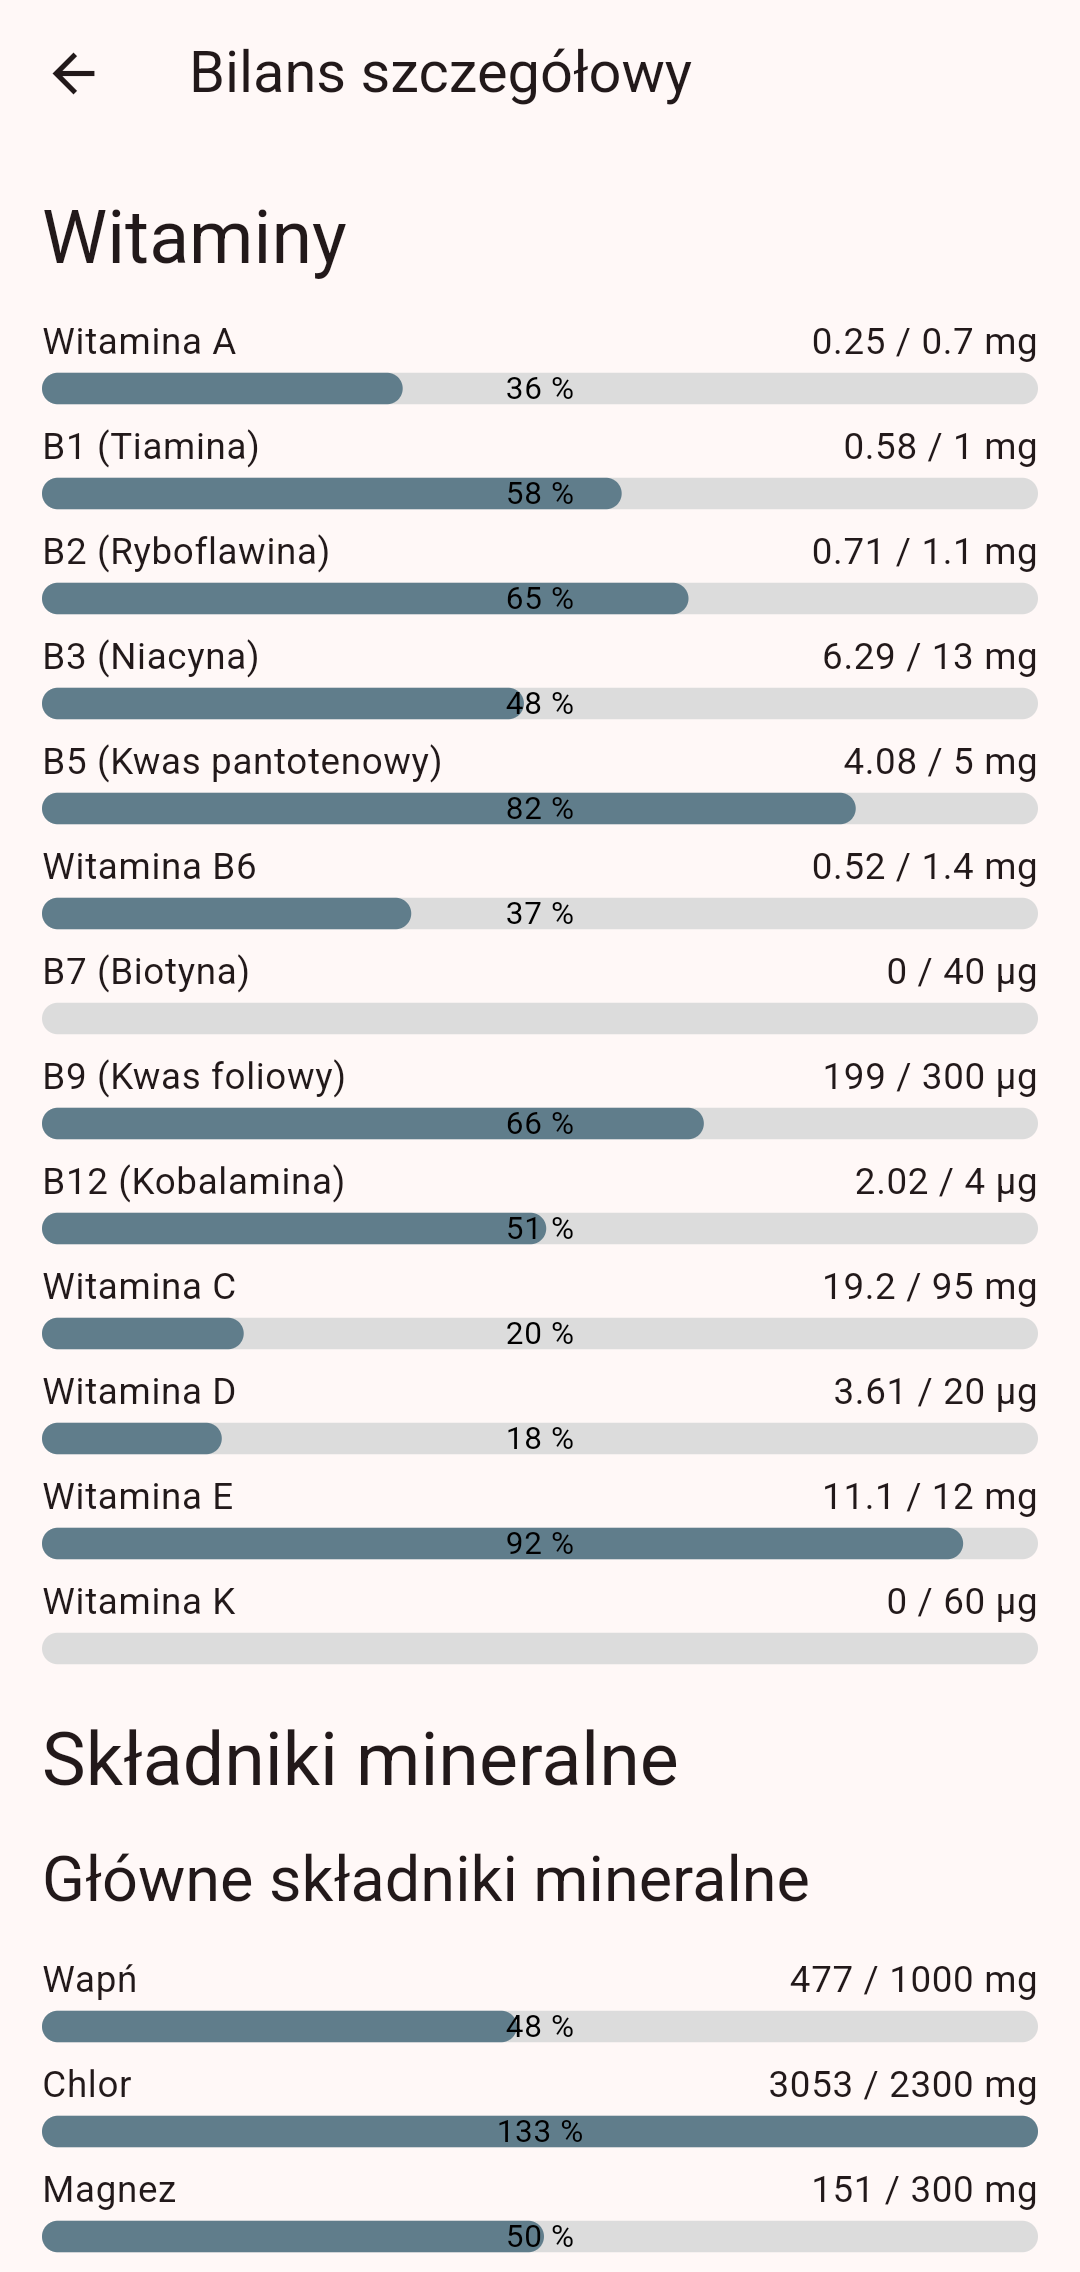 Bilans szczegółowy
Witaminy
Witamina A 0.25 / 0.7 mg
36 %
B1 (Tiamina) 0.58 / 1 mg
58 %
B2 (Ryboflawina) 0.71 / 1.1 mg
65 %
B3 (Niacyna) 6.29 / 13 mg
48 %
B5 (Kwas pantotenowy) 4.08 / 5 mg
82 %
Witamina B6 0.52 / 1.4 mg
37 %
B7 (Biotyna) 0 / 40 µg
B9 (Kwas foliowy) 199 / 300 µg
66 %
B12 (Kobalamina) 2.02 / 4 µg
51 %
Witamina C 19.2 / 95 mg
20 %
Witamina D 3.61 / 20 µg
18 %
Witamina E 11.1 / 12 mg
92 %
Witamina K 0 / 60 µg
Składniki mineralne
Główne składniki mineralne
Wapń 477 / 1000 mg
48 %
Chlor 3053 / 2300 mg
133 %
Magnez 151 / 300 mg
50 %